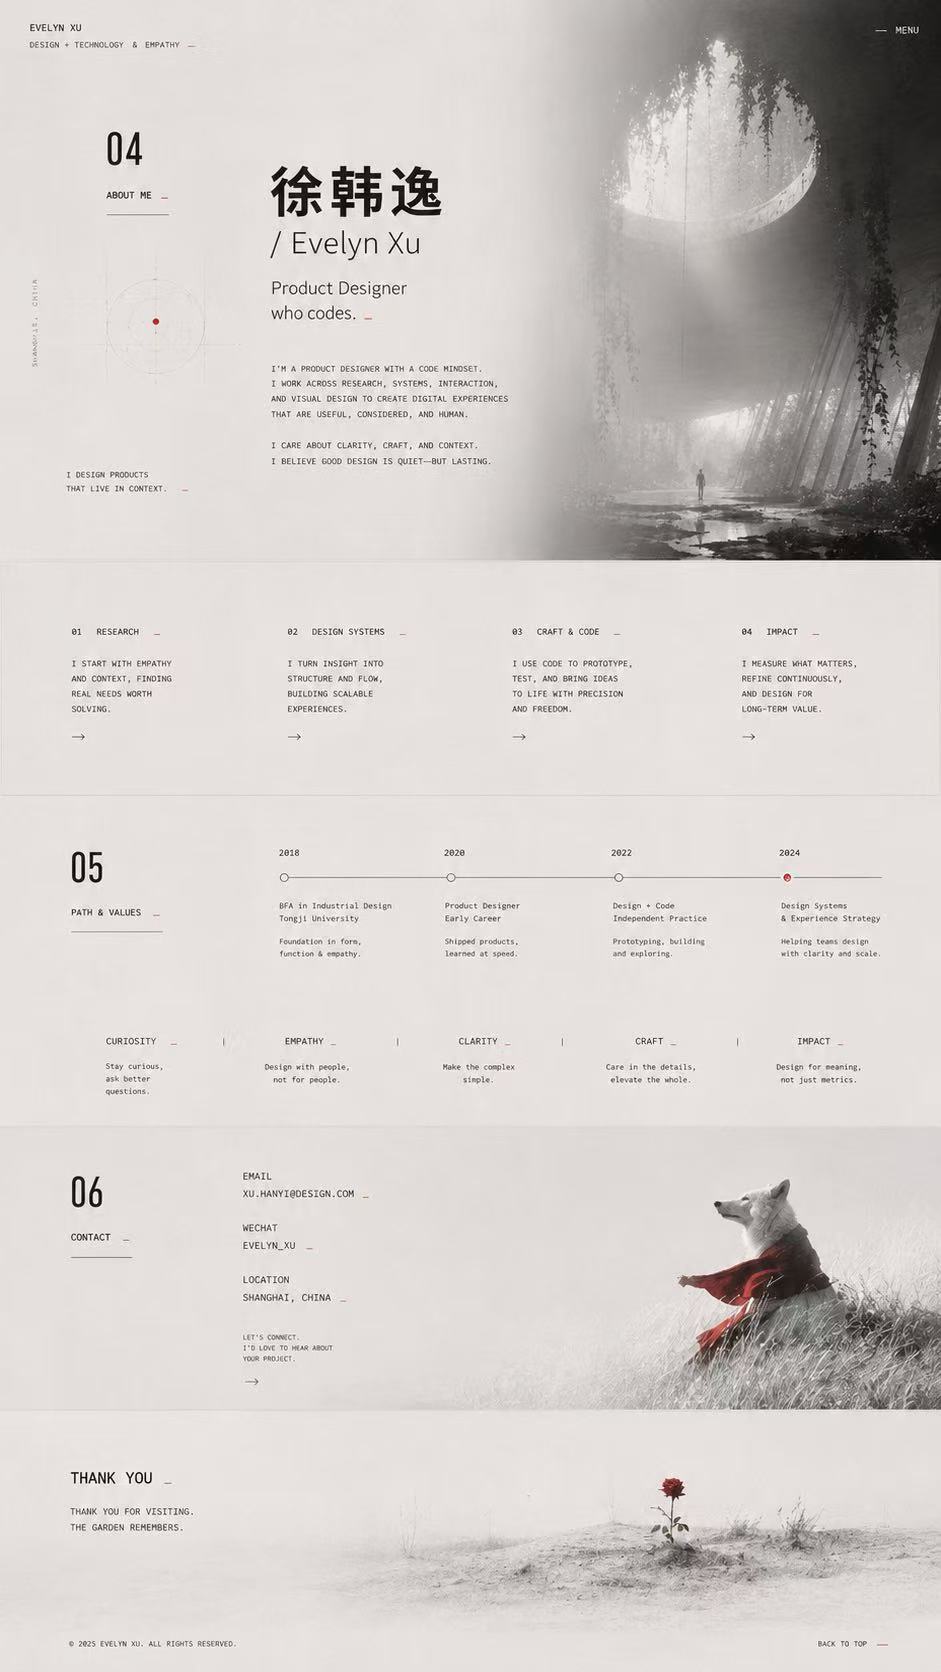 EVELYN XU
DESIGN + TECHNOLOGY & EMPATHY _
— MENU
04
ABOUT ME _
徐韩逸
/ Evelyn Xu
Product Designer
who codes. _
SHANGHAI, CHINA
I'M A PRODUCT DESIGNER WITH A CODE MINDSET.
I WORK ACROSS RESEARCH, SYSTEMS, INTERACTION,
AND VISUAL DESIGN TO CREATE DIGITAL EXPERIENCES
THAT ARE USEFUL, CONSIDERED, AND HUMAN.
I CARE ABOUT CLARITY, CRAFT, AND CONTEXT.
I BELIEVE GOOD DESIGN IS QUIET—BUT LASTING.
I DESIGN PRODUCTS
THAT LIVE IN CONTEXT. _
01 RESEARCH _
I START WITH EMPATHY
AND CONTEXT, FINDING
REAL NEEDS WORTH
SOLVING.
→
02 DESIGN SYSTEMS _
I TURN INSIGHT INTO
STRUCTURE AND FLOW,
BUILDING SCALABLE
EXPERIENCES.
→
03 CRAFT & CODE _
I USE CODE TO PROTOTYPE,
TEST, AND BRING IDEAS
TO LIFE WITH PRECISION
AND FREEDOM.
→
04 IMPACT _
I MEASURE WHAT MATTERS,
REFINE CONTINUOUSLY,
AND DESIGN FOR
LONG-TERM VALUE.
→
05
PATH & VALUES _
2018
BFA in Industrial Design
Tongji University
Foundation in form,
function & empathy.
2020
Product Designer
Early Career
Shipped products,
learned at speed.
2022
Design + Code
Independent Practice
Prototyping, building
and exploring.
2024
Design Systems
& Experience Strategy
Helping teams design
with clarity and scale.
CURIOSITY _
Stay curious,
ask better
questions.
EMPATHY _
Design with people,
not for people.
CLARITY _
Make the complex
simple.
CRAFT _
Care in the details,
elevate the whole.
IMPACT _
Design for meaning,
not just metrics.
06
CONTACT _
EMAIL
XU.HANYI@DESIGN.COM _
WECHAT
EVELYN_XU _
LOCATION
SHANGHAI, CHINA _
LET'S CONNECT.
I'D LOVE TO HEAR ABOUT
YOUR PROJECT.
→
THANK YOU _
THANK YOU FOR VISITING.
THE GARDEN REMEMBERS.
© 2025 EVELYN XU. ALL RIGHTS RESERVED.
BACK TO TOP —